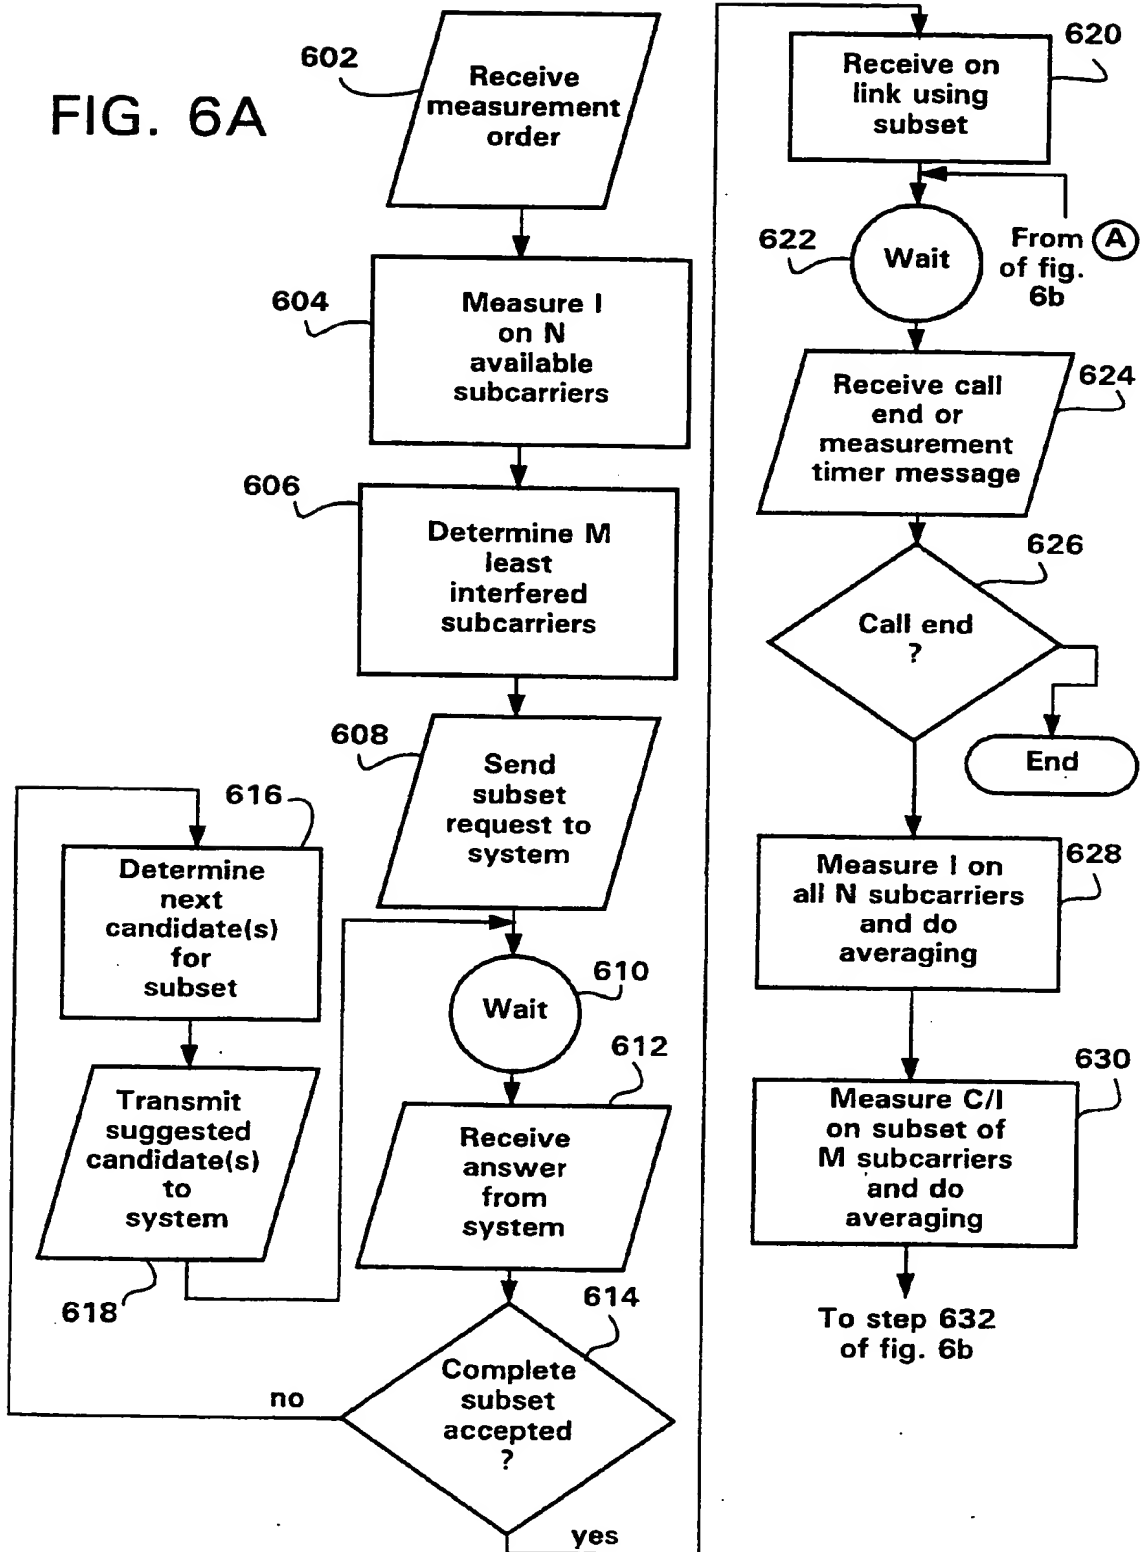 FIG. 6A
602
Receive
measurement
order
604
Measure I
on N
available
subcarriers
606
Determine M
least
interfered
subcarriers
608
Send
subset
request to
system
610
Wait
612
Receive
answer
from
system
614
Complete
subset
accepted
?
no
yes
616
Determine
next
candidate(s)
for
subset
618
Transmit
suggested
candidate(s)
to
system
620
Receive on
link using
subset
622
Wait
From A
of fig.
6b
624
Receive call
end or
measurement
timer message
626
Call end
?
End
628
Measure I on
all N subcarriers
and do
averaging
630
Measure C/I
on subset of
M subcarriers
and do
averaging
To step 632
of fig. 6b